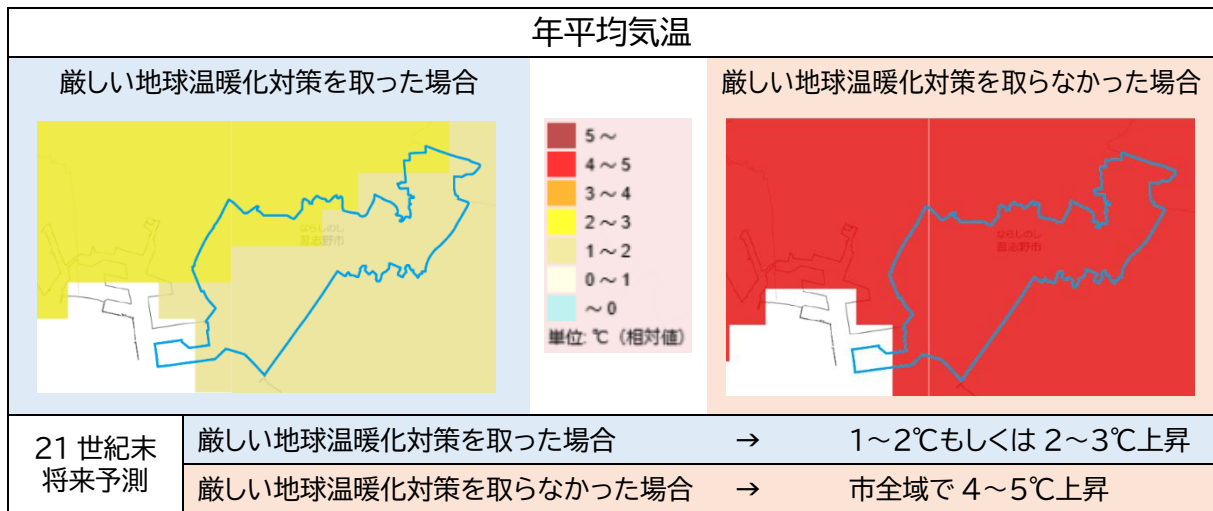 年平均気温
厳しい地球温暖化対策を取った場合
厳しい地球温暖化対策を取らなかった場合
ならしのし
習志野市
5～
4～5
3～4
2～3
1～2
0～1
～0
単位: ℃ (相対値)
ならしのし
習志野市
21世紀末
将来予測
厳しい地球温暖化対策を取った場合 → 1～2℃もしくは 2～3℃上昇
厳しい地球温暖化対策を取らなかった場合 → 市全域で 4～5℃上昇